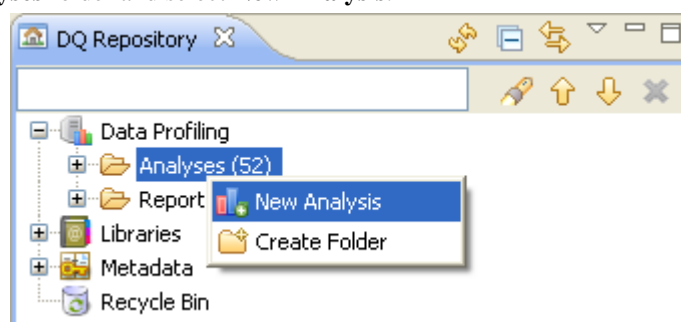 DQ Repository
Data Profiling
Analyses (52)
Report
New Analysis
Libraries
Create Folder
Metadata
Recycle Bin